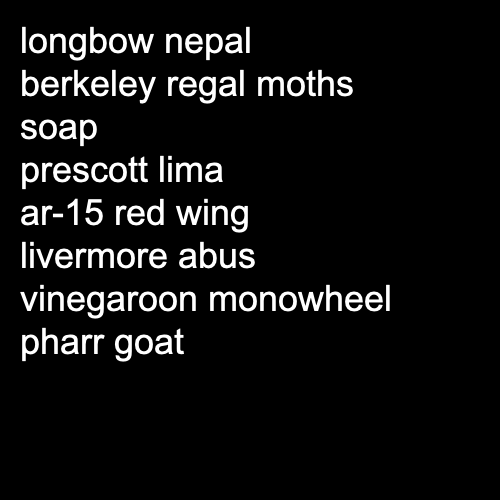 longbow nepal
berkeley regal moths
soap
prescott lima
ar-15 red wing
livermore abus
vinegaroon monowheel
pharr goat